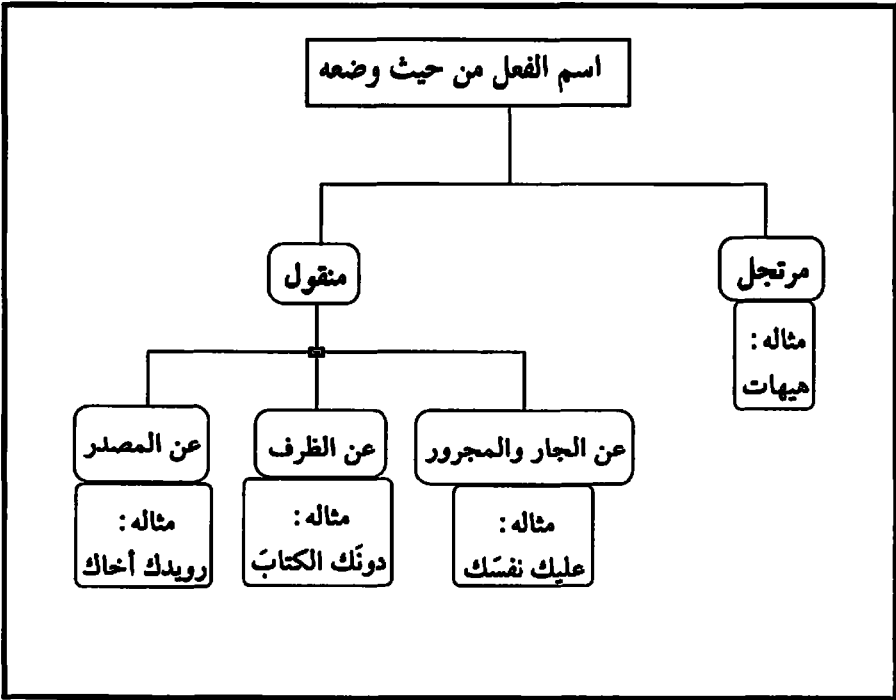 اسم الفعل من حيث وضعه
مرتجل
مثاله:
هيهات
منقول
عن الجار والمجرور
مثاله:
عليك نفسَك
عن الظرف
مثاله:
دونَك الكتابَ
عن المصدر
مثاله:
رويدك أخاك